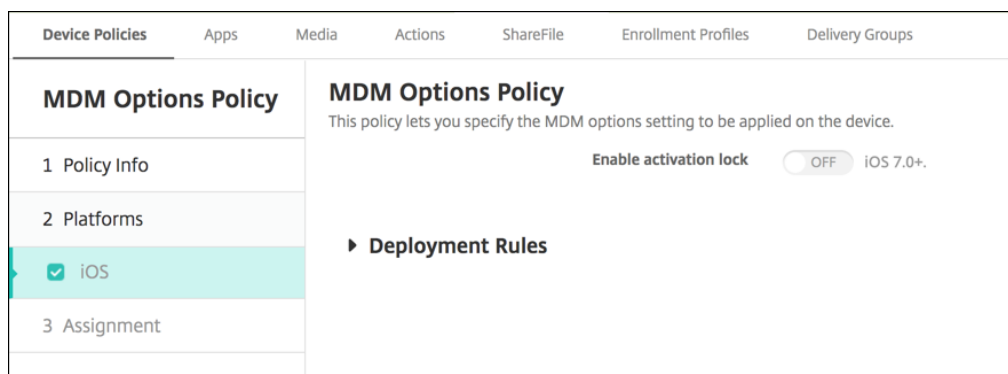 Device Policies Apps Media Actions ShareFile Enrollment Profiles Delivery Groups
MDM Options Policy
1 Policy Info
2 Platforms
iOS
3 Assignment
MDM Options Policy
This policy lets you specify the MDM options setting to be applied on the device.
Enable activation lock OFF iOS 7.0+.
Deployment Rules